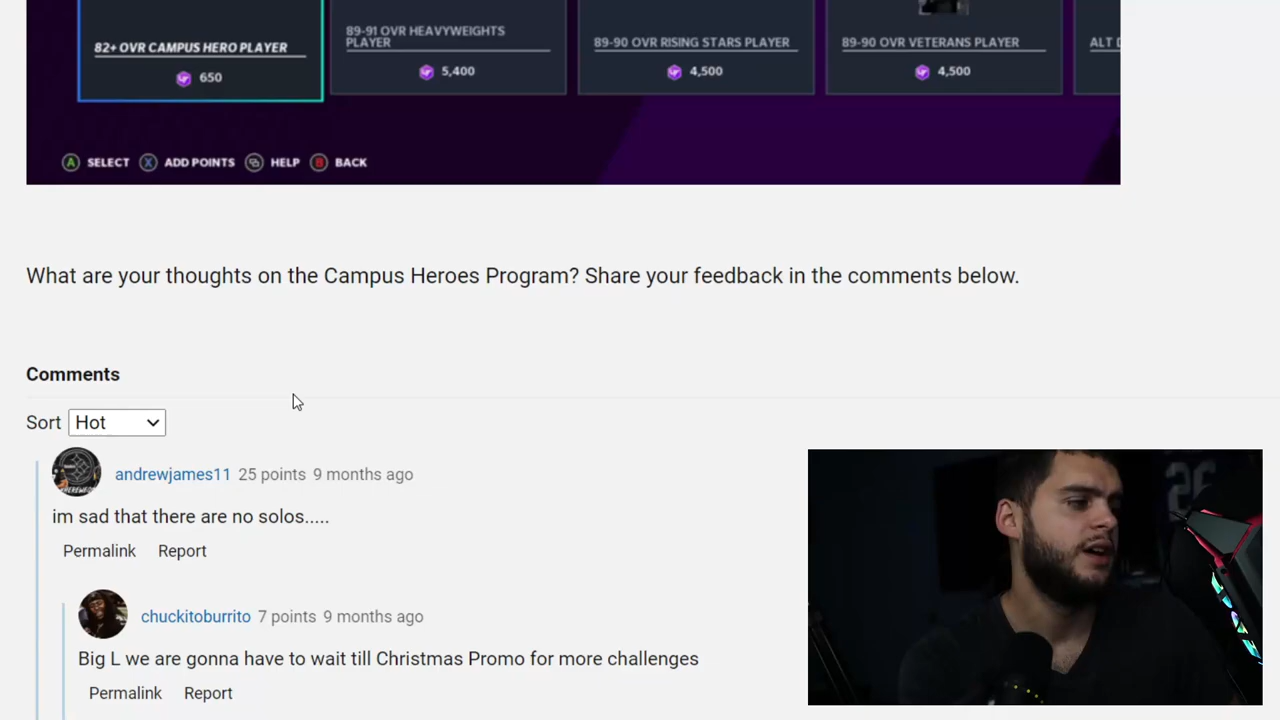 82+ OVR CAMPUS HERO PLAYER
650
89-91 OVR HEAVYWEIGHTS
PLAYER
5,400
89-90 OVR RISING STARS PLAYER
4,500
89-90 OVR VETERANS PLAYER
4,500
ALT
A SELECT X ADD POINTS HELP B BACK
What are your thoughts on the Campus Heroes Program? Share your feedback in the comments below.
Comments
Sort Hot
andrewjames11 25 points 9 months ago
im sad that there are no solos.....
Permalink Report
chuckitoburrito 7 points 9 months ago
Big L we are gonna have to wait till Christmas Promo for more challenges
Permalink Report
26